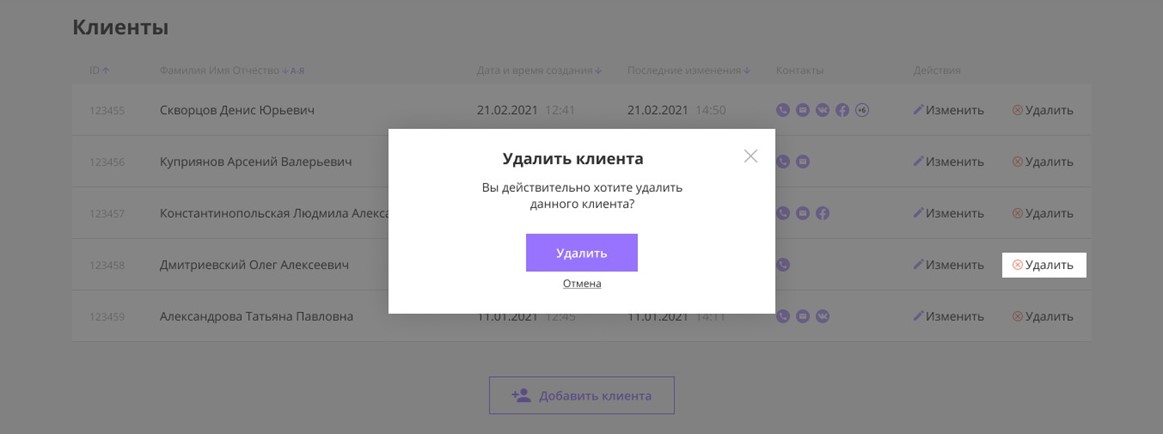 Клиенты
ID Фамилия Имя Отчество А-Я Дата и время создания Последние изменения Контакты Действия
123455 Скворцов Денис Юрьевич 21.02.2021 12:41 21.02.2021 14:50 +6 Изменить Удалить
Удалить клиента
123456 Куприянов Арсений Валерьевич Изменить Удалить
Вы действительно хотите удалить
данного клиента?
123457 Константинопольская Людмила Изменить Удалить
Удалить
123458 Дмитриевский Олег Алексеевич Изменить Удалить
Отмена
123459 Александрова Татьяна Павловна 11.01.2021 12:45 11.01.2021 14:11 Изменить Удалить
Добавить клиента